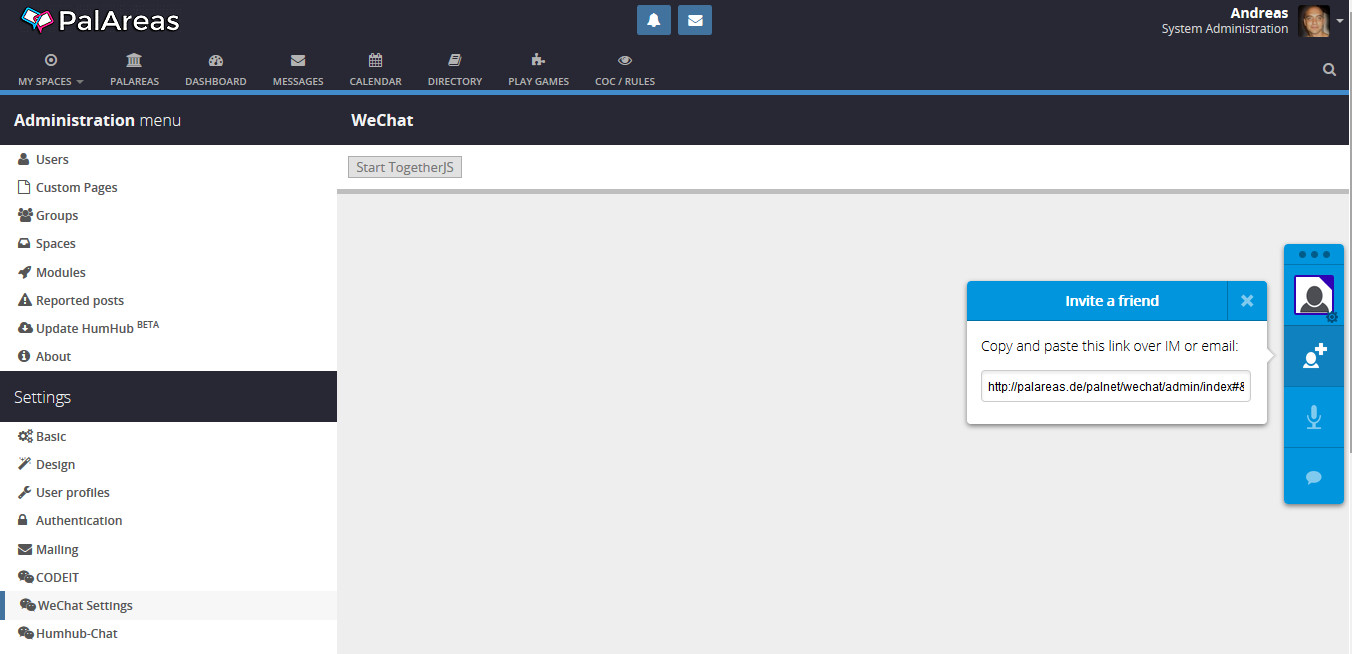 PalAreas
Andreas
System Administration
MY SPACES
PALAREAS
DASHBOARD
MESSAGES
CALENDAR
DIRECTORY
PLAY GAMES
COC / RULES
Administration menu
Users
Custom Pages
Groups
Spaces
Modules
Reported posts
Update HumHub BETA
About
Settings
Basic
Design
User profiles
Authentication
Mailing
CODEIT
WeChat Settings
Humhub-Chat
WeChat
Start TogetherJS
Invite a friend
Copy and paste this link over IM or email:
http://palareas.de/palnet/wechat/admin/index#&